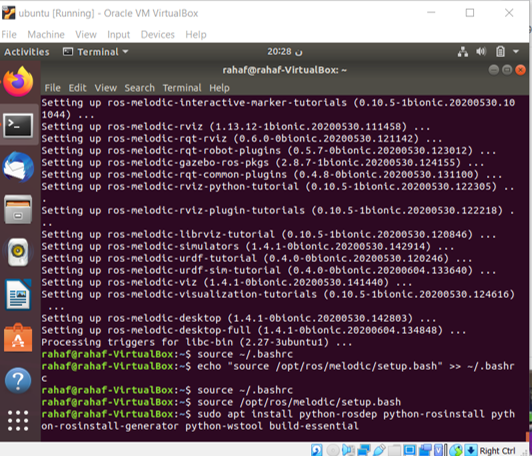 ubuntu [Running] - Oracle VM VirtualBox
File Machine View Input Devices Help
Activities Terminal 20:28 ن
rahaf@rahaf-VirtualBox: ~
File Edit View Search Terminal Help
Setting up ros-melodic-interactive-marker-tutorials (0.10.5-1bionic.20200530.10
1044) ...
Setting up ros-melodic-rviz (1.13.12-1bionic.20200530.111458) ...
Setting up ros-melodic-rqt-rviz (0.6.0-0bionic.20200530.121142) ...
Setting up ros-melodic-rqt-robot-plugins (0.5.7-0bionic.20200530.123012) ...
Setting up ros-melodic-gazebo-ros-pkgs (2.8.7-1bionic.20200530.124155) ...
Setting up ros-melodic-rqt-common-plugins (0.4.8-0bionic.20200530.131100) ...
Setting up ros-melodic-rviz-python-tutorial (0.10.5-1bionic.20200530.122305) ..
.
Setting up ros-melodic-rviz-plugin-tutorials (0.10.5-1bionic.20200530.122218) .
..
Setting up ros-melodic-librviz-tutorial (0.10.5-1bionic.20200530.120846) ...
Setting up ros-melodic-simulators (1.4.1-0bionic.20200530.142914) ...
Setting up ros-melodic-urdf-tutorial (0.4.0-0bionic.20200530.120246) ...
Setting up ros-melodic-urdf-sim-tutorial (0.4.0-0bionic.20200604.133640) ...
Setting up ros-melodic-viz (1.4.1-0bionic.20200530.141440) ...
Setting up ros-melodic-visualization-tutorials (0.10.5-1bionic.20200530.124616)
...
Setting up ros-melodic-desktop (1.4.1-0bionic.20200530.142803) ...
Setting up ros-melodic-desktop-full (1.4.1-0bionic.20200604.134848) ...
Processing triggers for libc-bin (2.27-3ubuntu1) ...
rahaf@rahaf-VirtualBox:~$ source ~/.bashrc
rahaf@rahaf-VirtualBox:~$ echo "source /opt/ros/melodic/setup.bash" >> ~/.bashr
c
rahaf@rahaf-VirtualBox:~$ source ~/.bashrc
rahaf@rahaf-VirtualBox:~$ source /opt/ros/melodic/setup.bash
rahaf@rahaf-VirtualBox:~$ sudo apt install python-rosdep python-rosinstall pyth
on-rosinstall-generator python-wstool build-essential
Right Ctrl